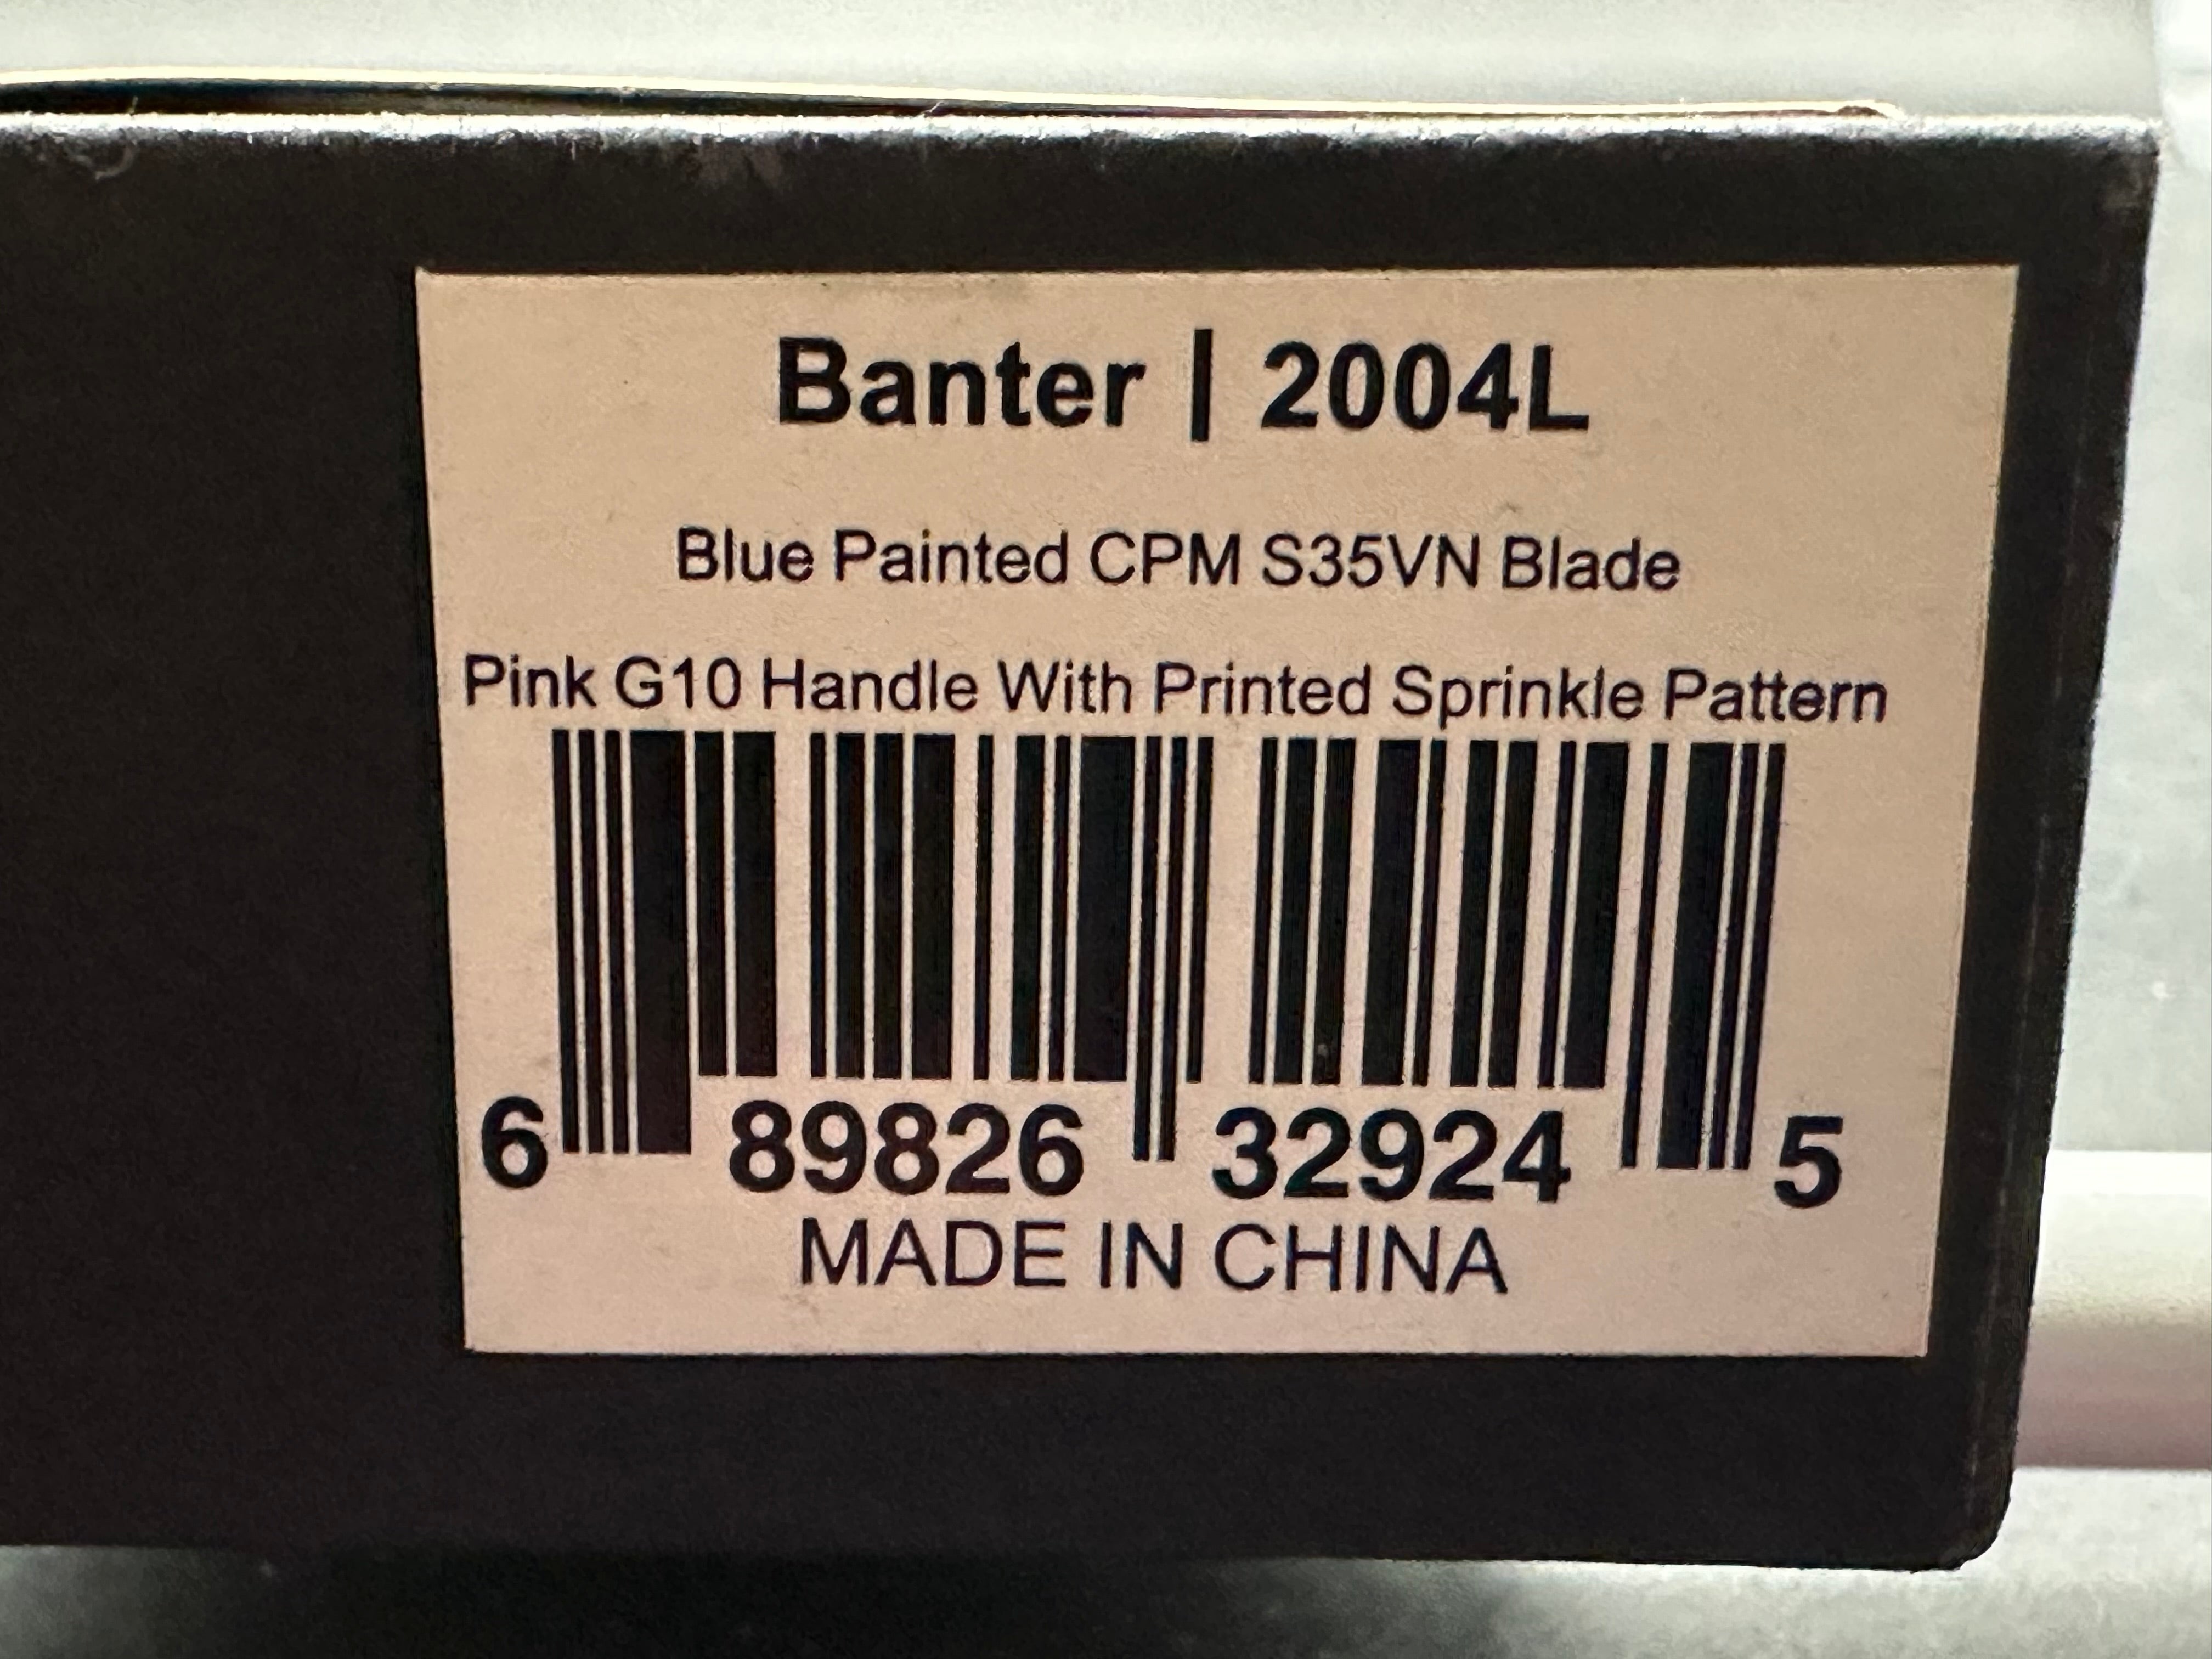 Banter | 2004L
Blue Painted CPM S35VN Blade
Pink G10 Handle With Printed Sprinkle Pattern
6 89826 32924 5
MADE IN CHINA